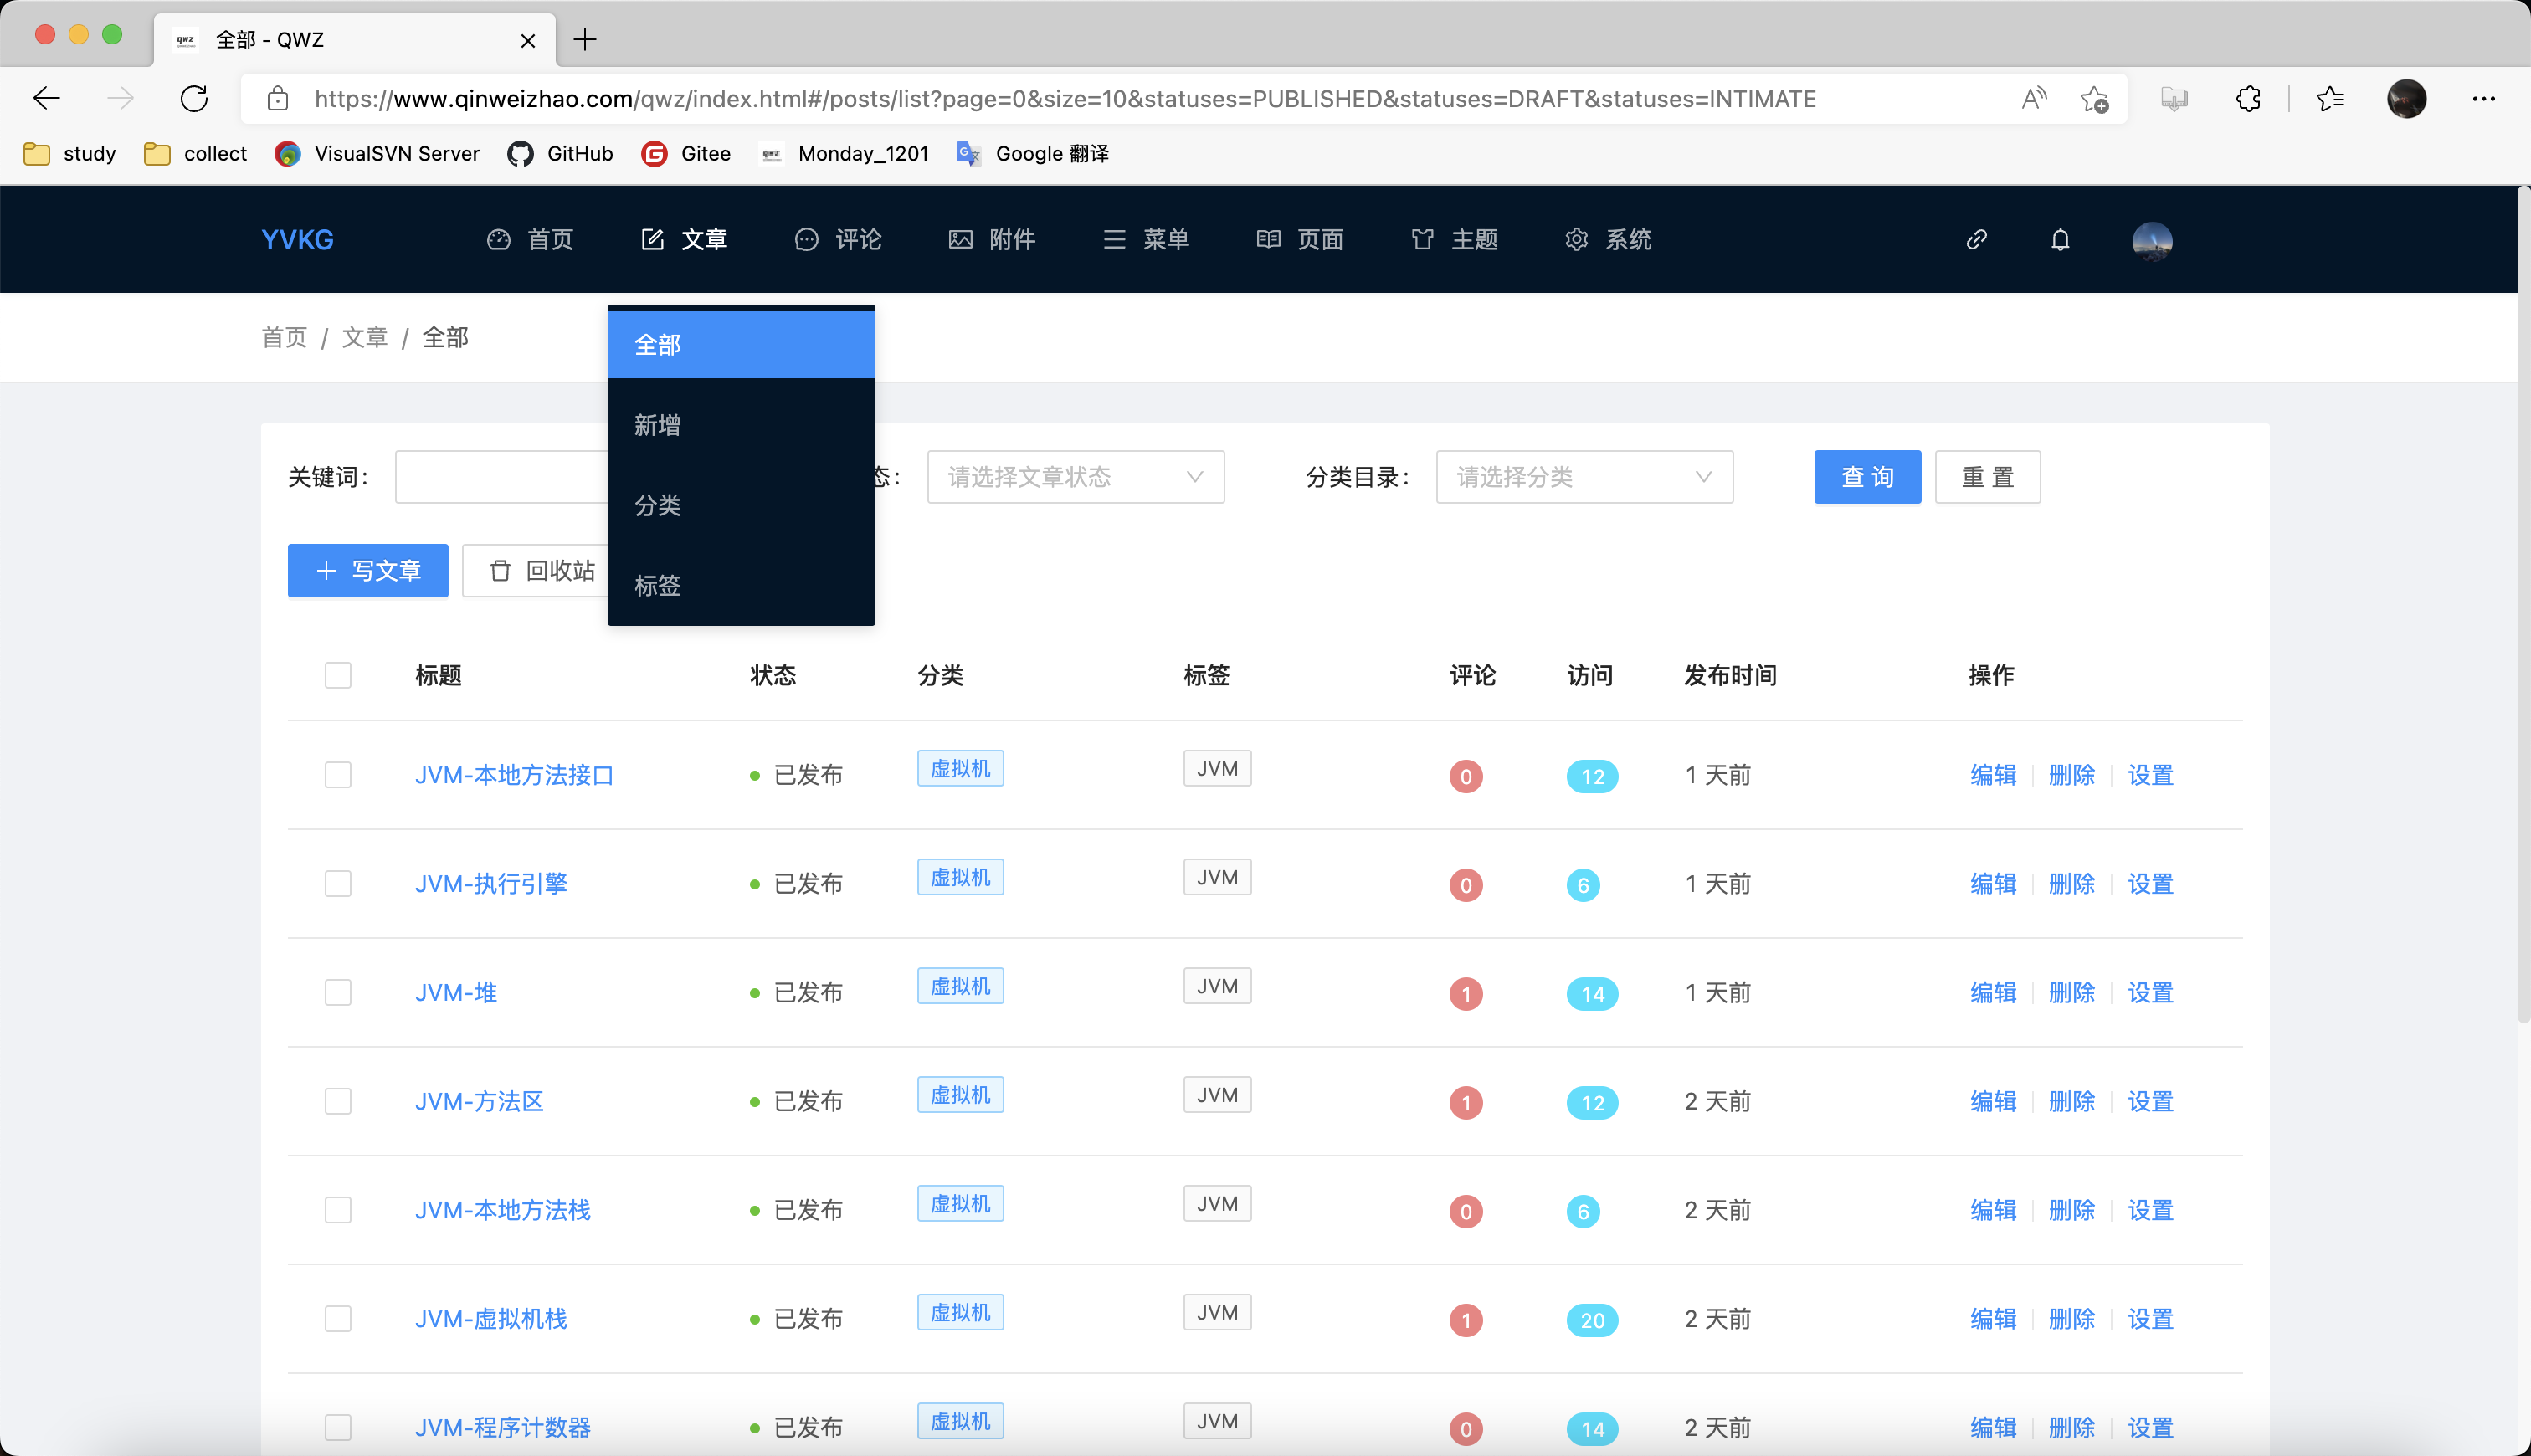 全部 - QWZ
https://www.qinweizhao.com/qwz/index.html#/posts/list?page=0&size=10&statuses=PUBLISHED&statuses=DRAFT&statuses=INTIMATE
study collect VisualSVN Server GitHub Gitee Monday_1201 Google 翻译
YVKG 首页 文章 评论 附件 菜单 页面 主题 系统
首页 / 文章 / 全部
全部
新增
分类
标签
关键词： 态： 请选择文章状态 分类目录： 请选择分类 查 询 重 置
写文章 回收站
标题 状态 分类 标签 评论 访问 发布时间 操作
JVM-本地方法接口 已发布 虚拟机 JVM 0 12 1 天前 编辑 删除 设置
JVM-执行引擎 已发布 虚拟机 JVM 0 6 1 天前 编辑 删除 设置
JVM-堆 已发布 虚拟机 JVM 1 14 1 天前 编辑 删除 设置
JVM-方法区 已发布 虚拟机 JVM 1 12 2 天前 编辑 删除 设置
JVM-本地方法栈 已发布 虚拟机 JVM 0 6 2 天前 编辑 删除 设置
JVM-虚拟机栈 已发布 虚拟机 JVM 1 20 2 天前 编辑 删除 设置
JVM-程序计数器 已发布 虚拟机 JVM 0 14 2 天前 编辑 删除 设置